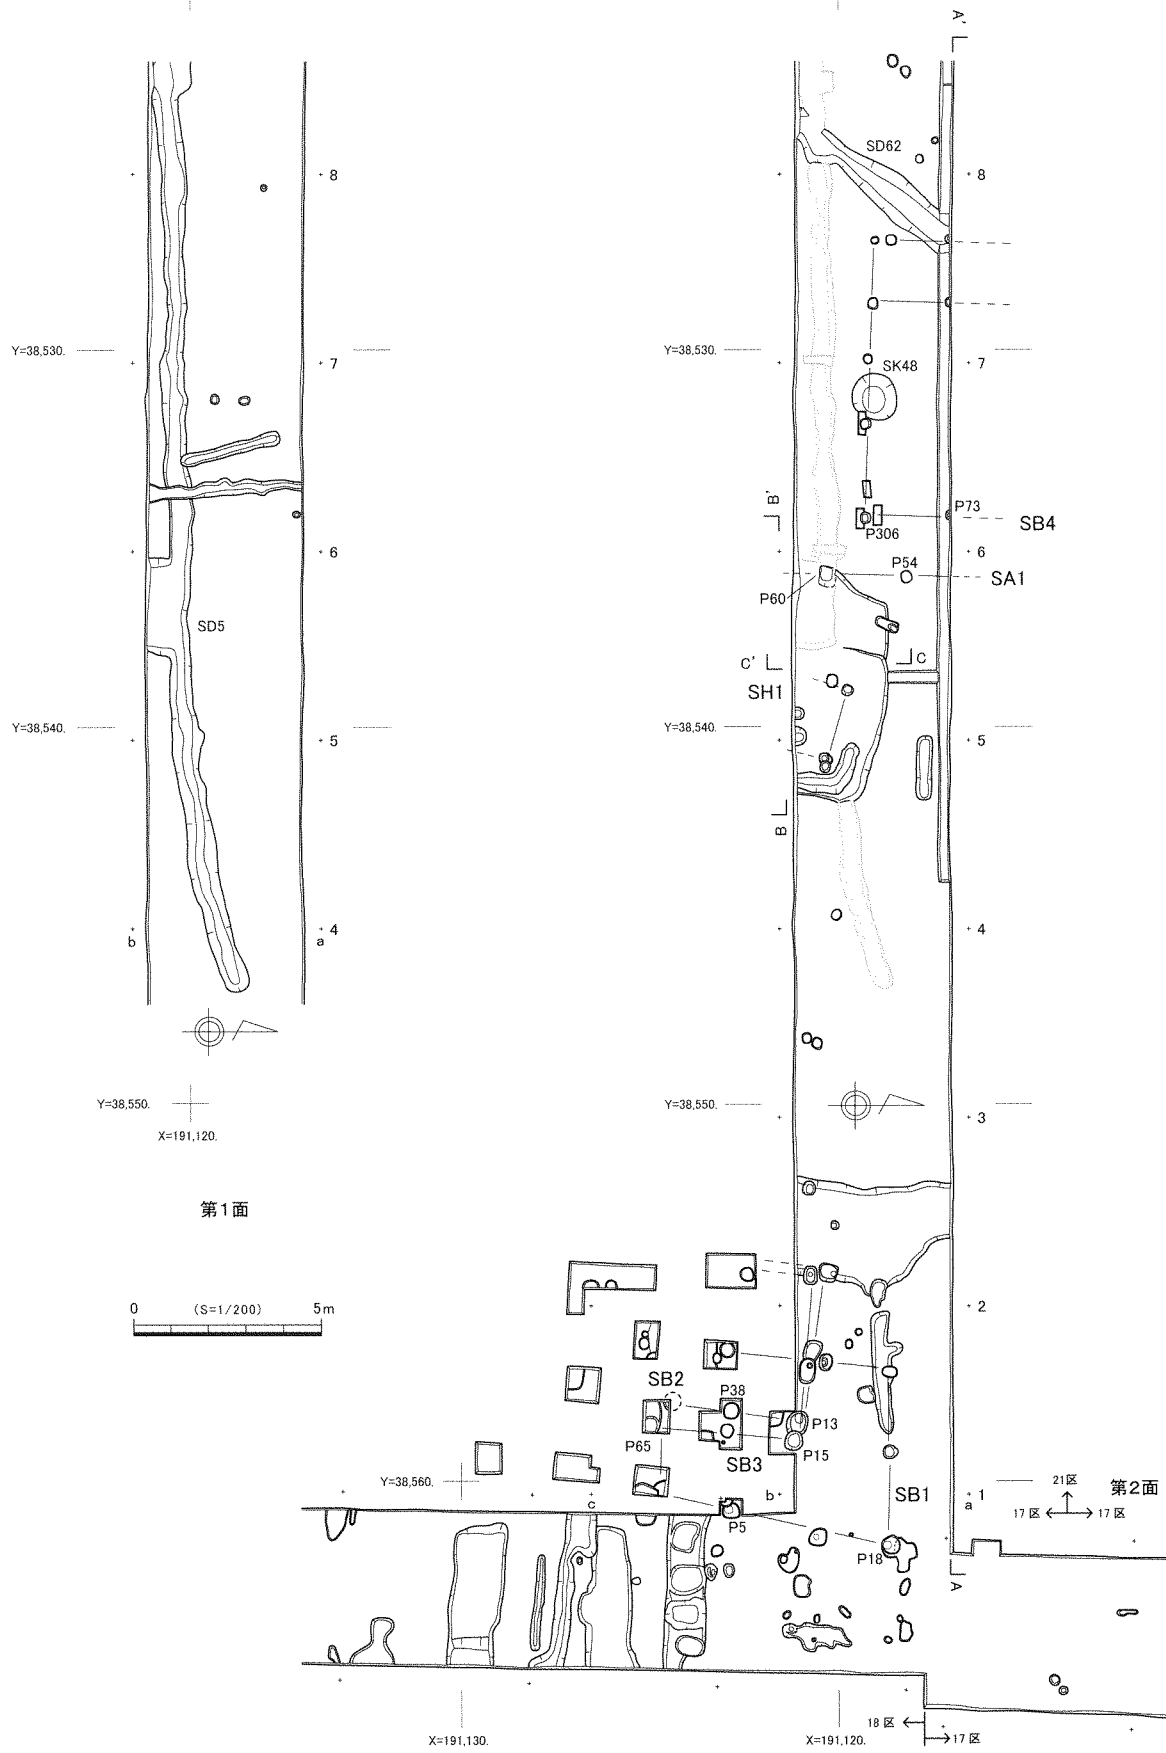 A'
SD62
8
8
Y=38,530.
7
Y=38,530.
7
SK48
B'
P73
SB4
P306
6
6
P54
SA1
P60
SD5
C'
C
SH1
Y=38,540.
5
Y=38,540.
5
B
b
a
4
4
Y=38,550.
Y=38,550.
3
X=191,120.
第1面
0 (S=1/200) 5m
2
SB2
P38
P13
P65
P15
SB3
Y=38,560.
SB1
c
b
a
1
21区
第2面
17区 17区
P5
P18
A
18区
17区
X=191,130.
X=191,120.